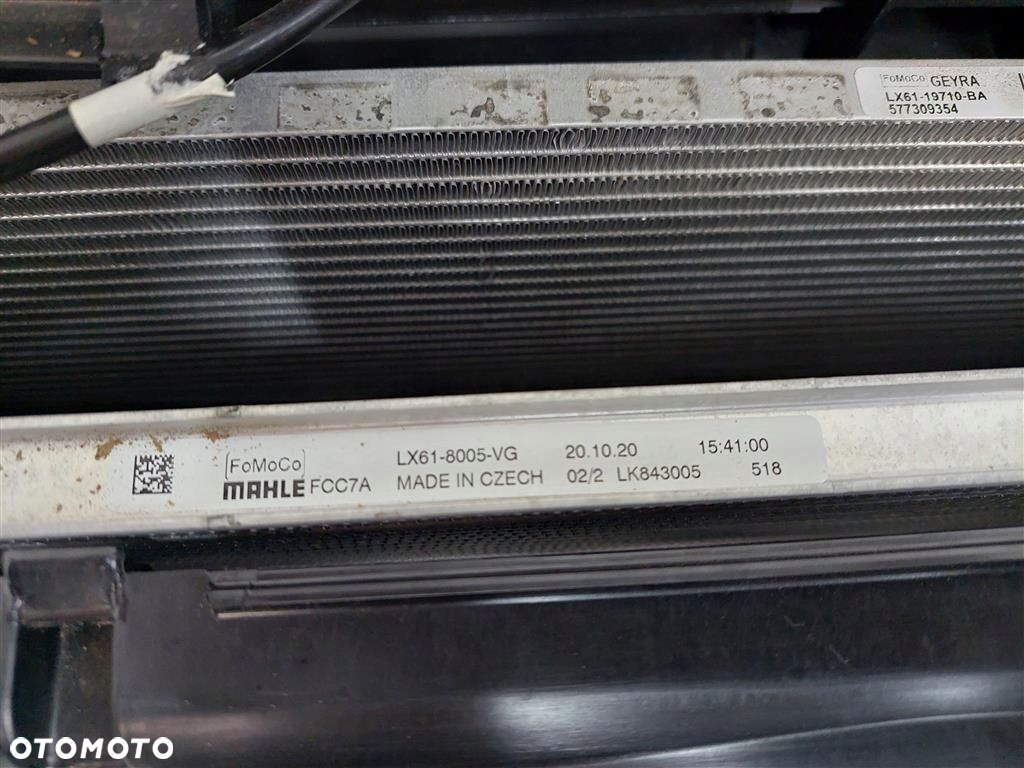 FoMoCo GEYRA
LX61-19710-BA
577309354
FoMoCo LX61-8005-VG 20.10.20 15:41:00
MAHLE FCC7A MADE IN CZECH 02/2 LK843005 518
OTOMOTO